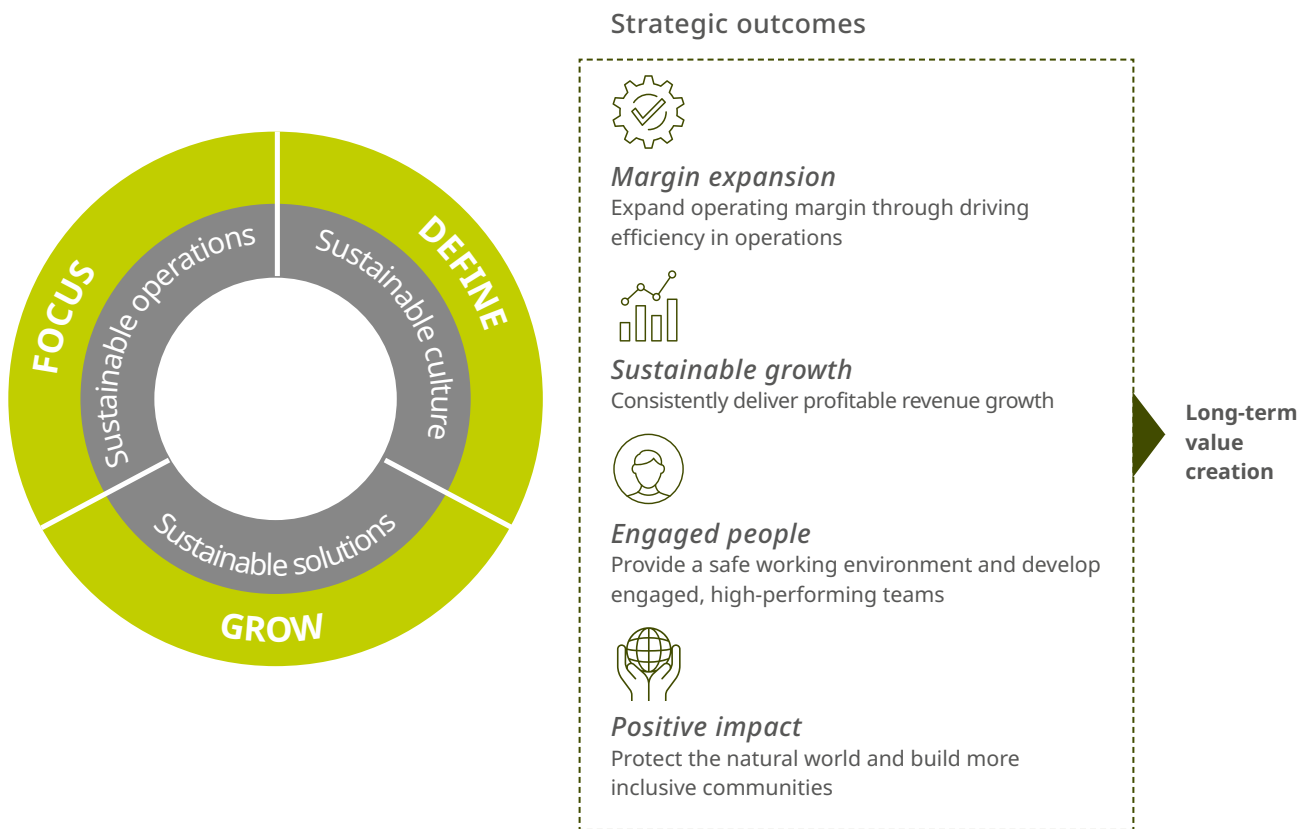 Strategic outcomes
FOCUS
Sustainable operations
DEFINE
Sustainable culture
GROW
Sustainable solutions
Margin expansion
Expand operating margin through driving
efficiency in operations
Sustainable growth
Consistently deliver profitable revenue growth
Engaged people
Provide a safe working environment and develop
engaged, high-performing teams
Positive impact
Protect the natural world and build more
inclusive communities
Long-term
value
creation